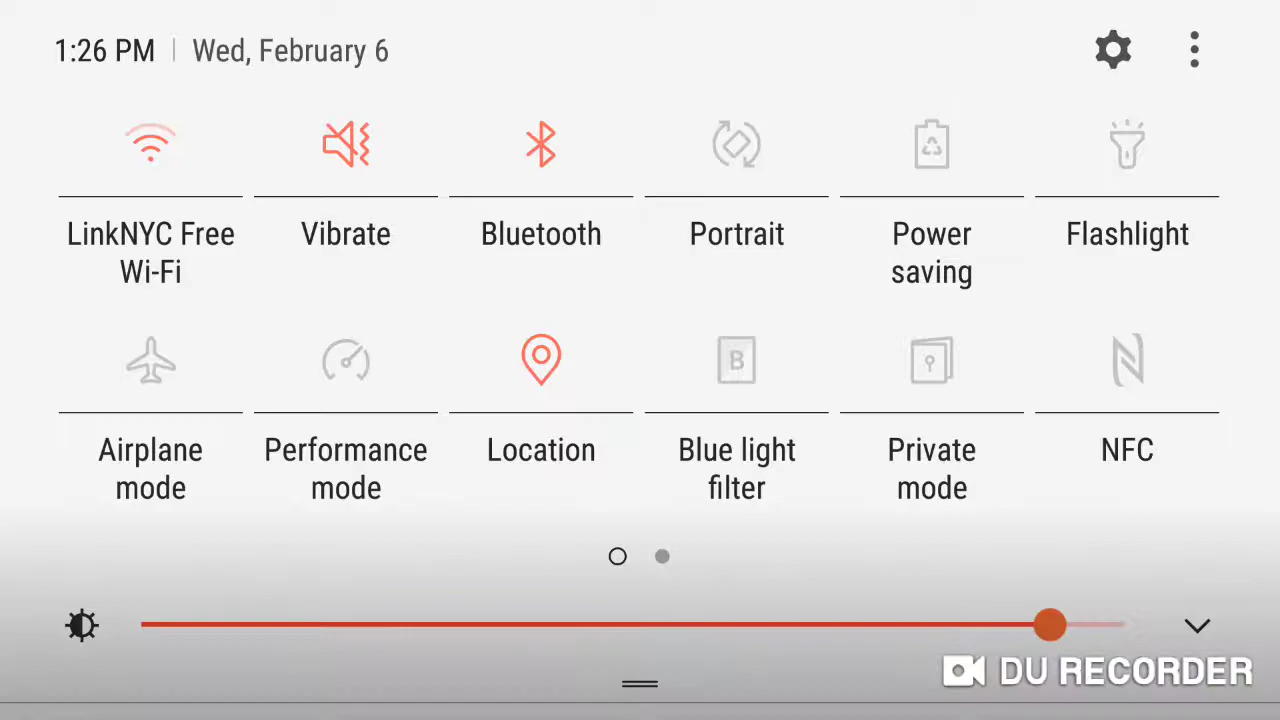 1:26 PM | Wed, February 6
LinkNYC Free Wi-Fi
Vibrate
Bluetooth
Portrait
Power saving
Flashlight
Airplane mode
Performance mode
Location
B
Blue light filter
Private mode
NFC
DU RECORDER